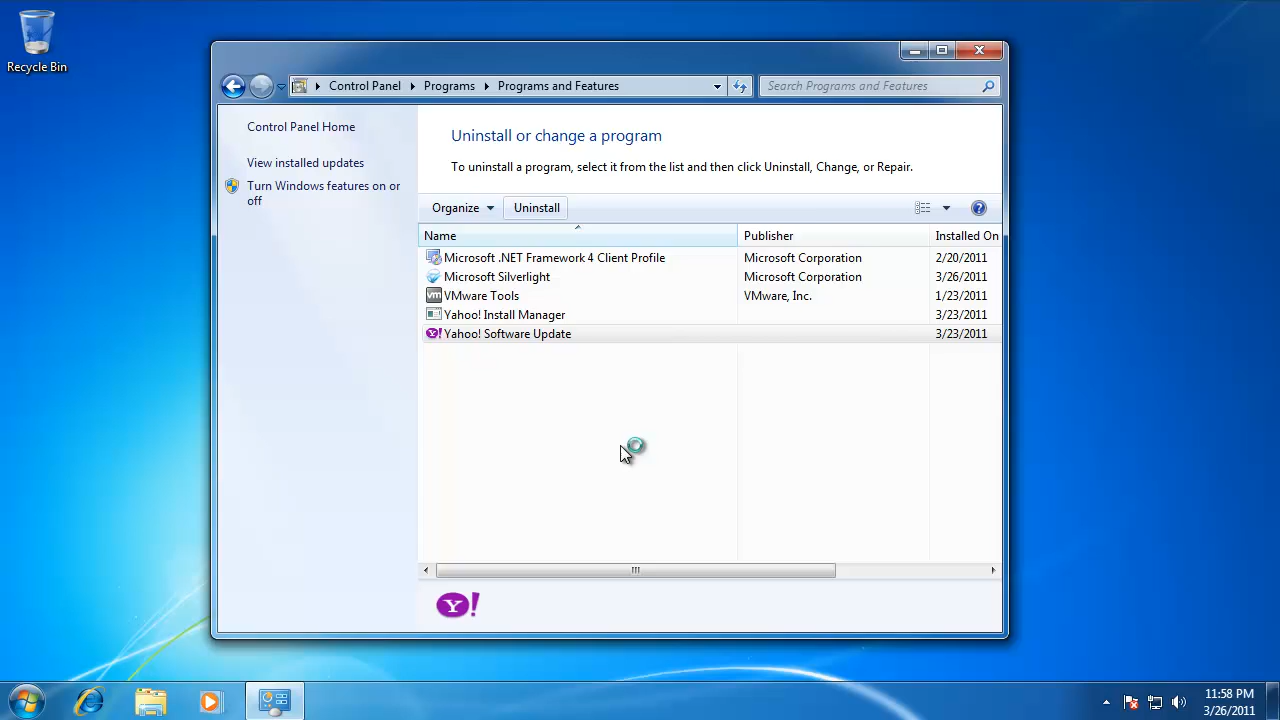 Recycle Bin
Control Panel Programs Programs and Features
Search Programs and Features
Control Panel Home
View installed updates
Turn Windows features on or
off
Uninstall or change a program
To uninstall a program, select it from the list and then click Uninstall, Change, or Repair.
Organize Uninstall
Name Publisher Installed On
Microsoft .NET Framework 4 Client Profile Microsoft Corporation 2/20/2011
Microsoft Silverlight Microsoft Corporation 3/26/2011
vm VMware Tools VMware, Inc. 1/23/2011
Yahoo! Install Manager 3/23/2011
Y! Yahoo! Software Update 3/23/2011
Y!
11:58 PM
3/26/2011